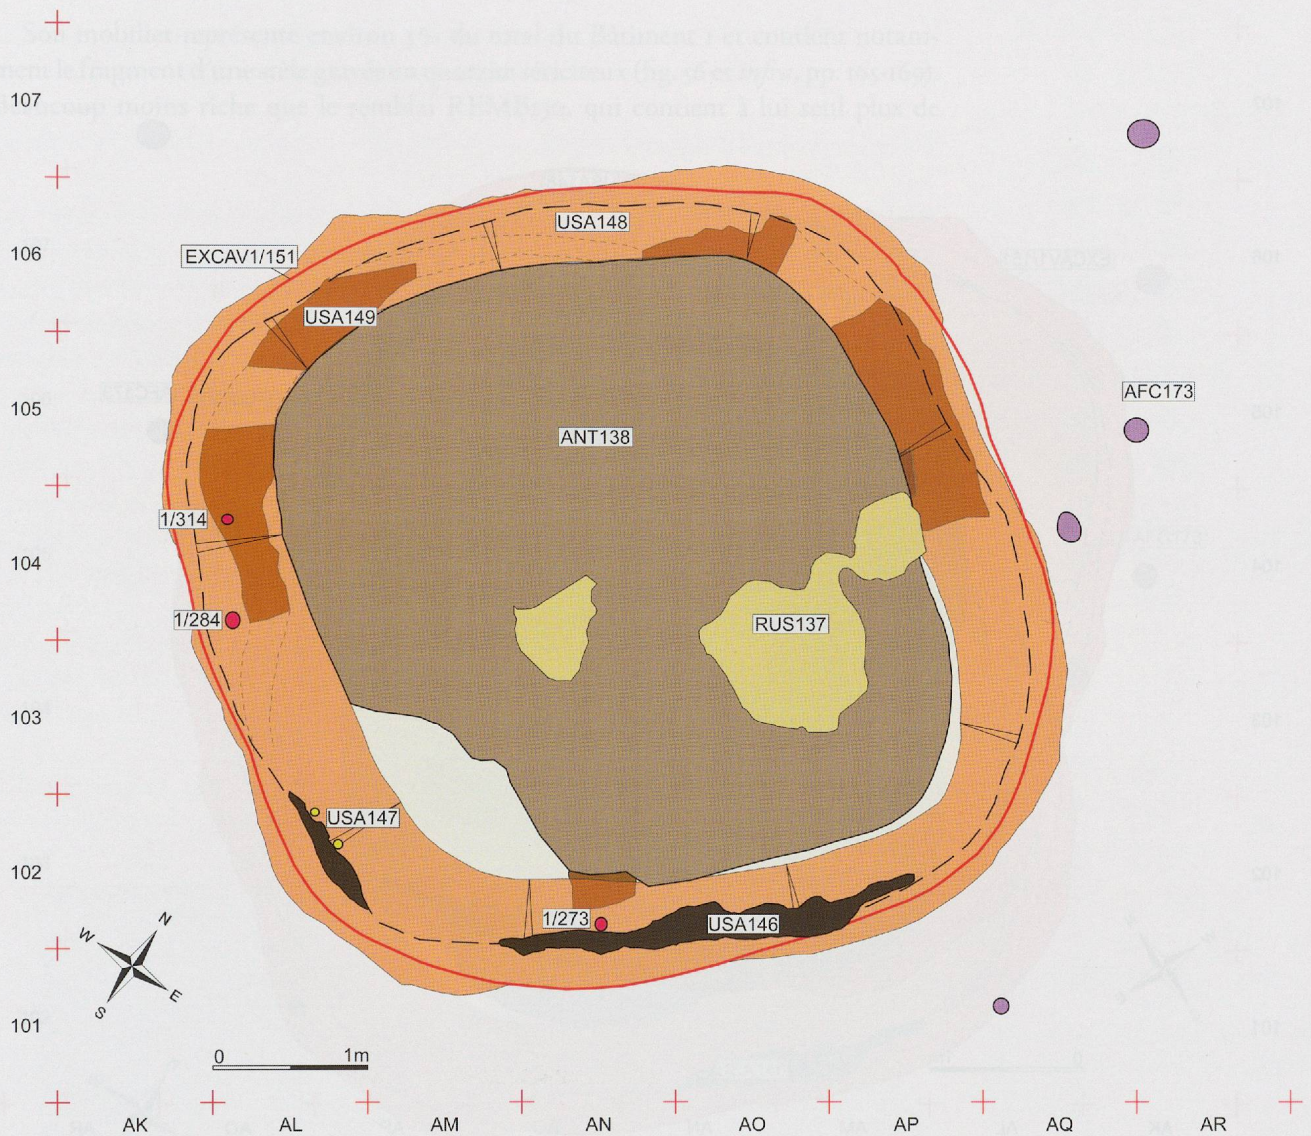 107
USA148
106
EXCAV1/151
USA149
AFC173
105
ANT138
1/314
104
1/284
RUS137
103
USA147
102
1/273
USA146
N
W
E
S
101
0 1m
AK AL AM AN AO AP AQ AR